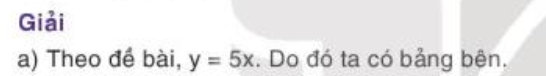 Giải
a) Theo đề bài, y = 5x. Do đó ta có bảng bên.